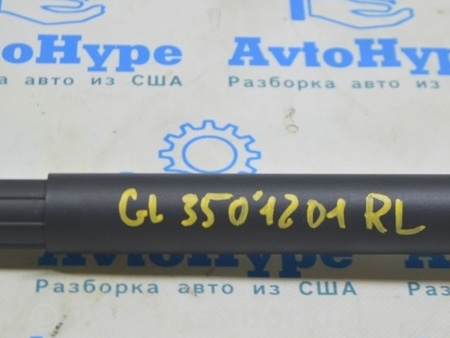 AvtoHype
AvtoHype
Разборка авто из США
Разборка авто из США
GL 350'1201 RL
AvtoHype
Разборка авто из США